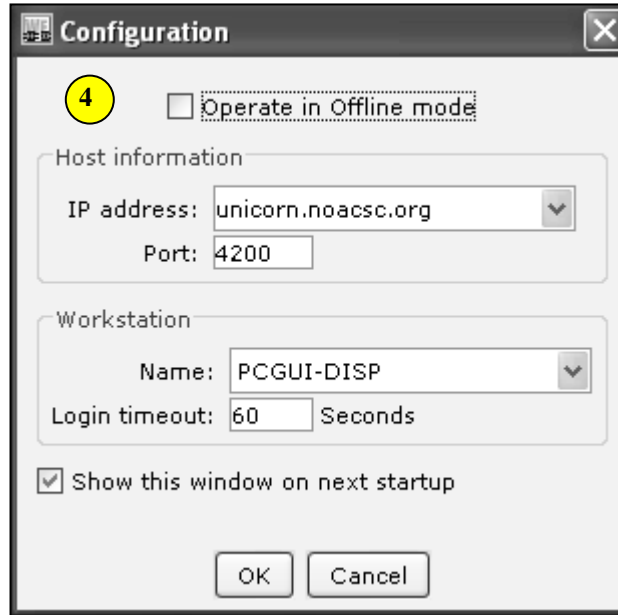 Configuration
4
Operate in Offline mode
Host information
IP address: unicorn.noacsc.org
Port: 4200
Workstation
Name: PCGUI-DISP
Login timeout: 60 Seconds
Show this window on next startup
OK Cancel